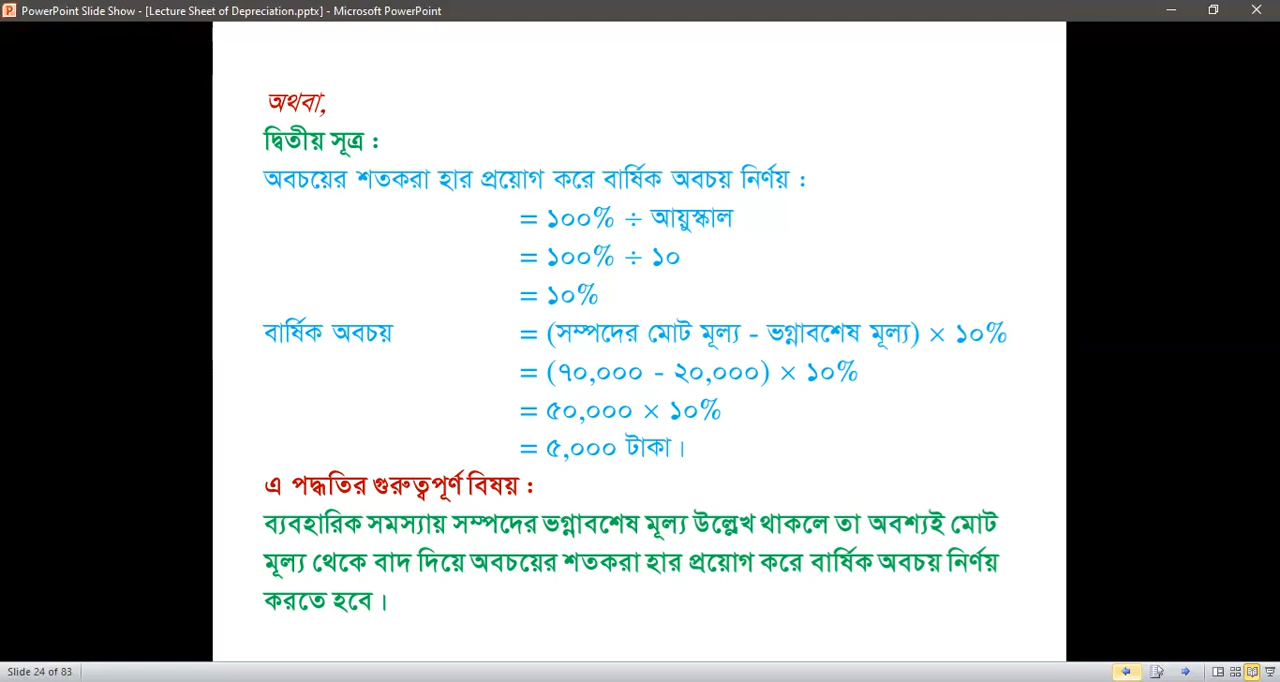 PowerPoint Slide Show - [Lecture Sheet of Depreciation.pptx] - Microsoft PowerPoint
অথবা,
দ্বিতীয় সূত্র :
অবচয়ের শতকরা হার প্রয়োগ করে বার্ষিক অবচয় নির্ণয় :
= ১০০% ÷ আয়ুস্কাল
= ১০০% ÷ ১০
= ১০%
বার্ষিক অবচয় = (সম্পদের মোট মূল্য - ভগ্নাবশেষ মূল্য) × ১০%
= (৭০,০০০ - ২০,০০০) × ১০%
= ৫০,০০০ × ১০%
= ৫,০০০ টাকা।
এ পদ্ধতির গুরুত্বপূর্ণ বিষয় :
ব্যবহারিক সমস্যায় সম্পদের ভগ্নাবশেষ মূল্য উল্লেখ থাকলে তা অবশ্যই মোট
মূল্য থেকে বাদ দিয়ে অবচয়ের শতকরা হার প্রয়োগ করে বার্ষিক অবচয় নির্ণয়
করতে হবে।
Slide 24 of 83